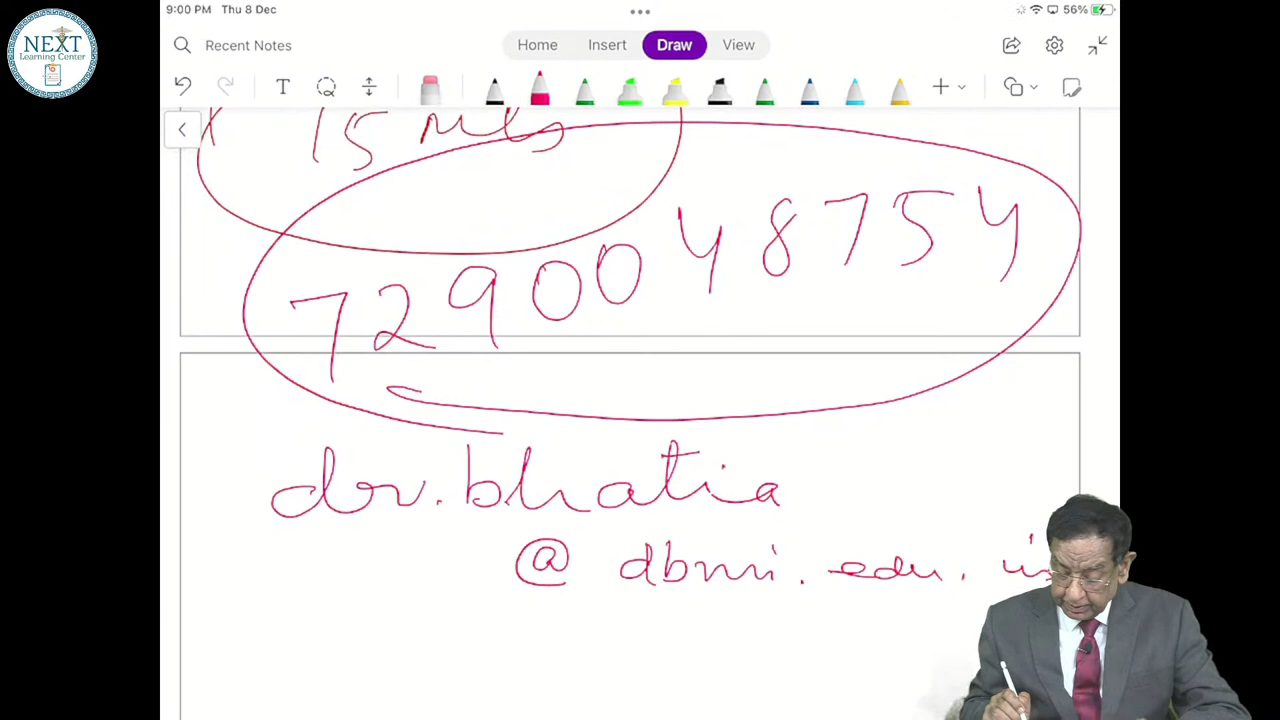 9:00 PM Thu 8 Dec
56%
NEXT
Learning Center
Recent Notes
Home Insert Draw View
T
15 mls
7290048754
dr.bhatia
@ dbmi.edu.in